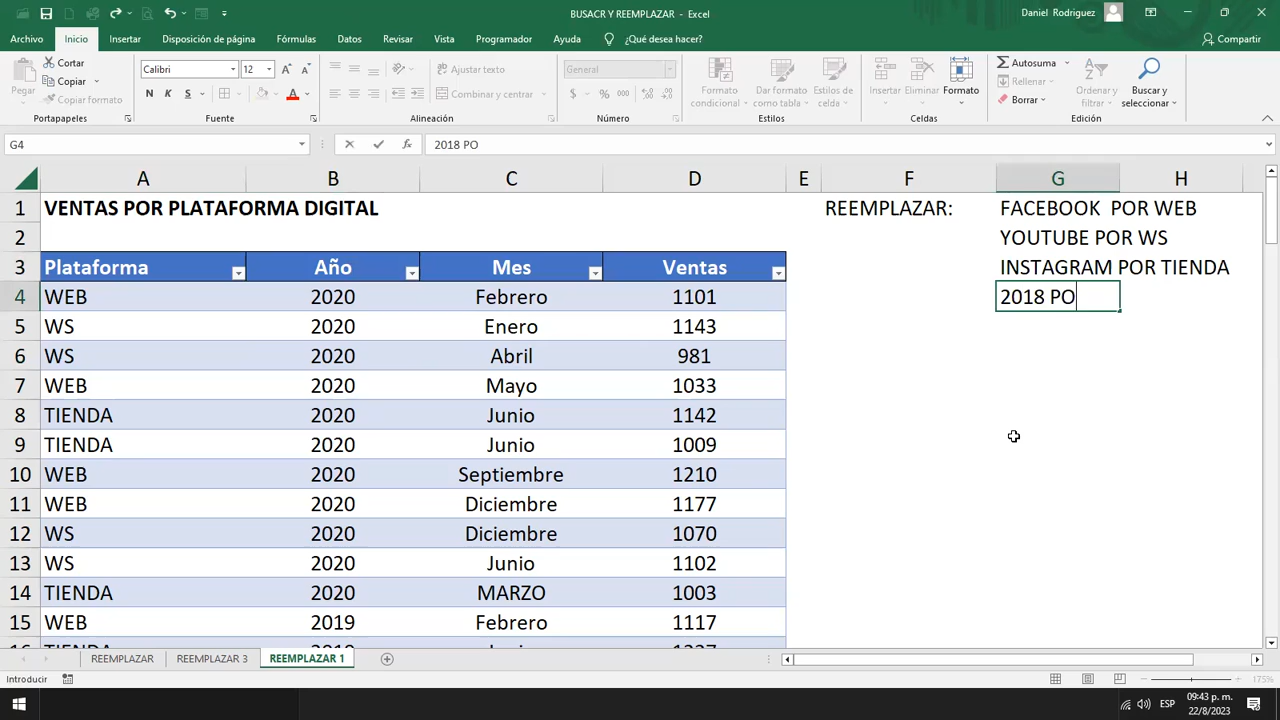 BUSACR Y REEMPLAZAR - Excel
Daniel Rodriguez
Archivo Inicio Insertar Disposición de página Fórmulas Datos Revisar Vista Programador Ayuda ¿Qué desea hacer? Compartir
Pegar
Cortar
Copiar
Copiar formato
Portapapeles
Calibri 12
N K S
Fuente
Ajustar texto
Combinar y centrar
Alineación
General
$ % 000
Número
Formato condicional
Dar formato como tabla
Estilos de celda
Estilos
Insertar Eliminar Formato
Celdas
Autosuma
Rellenar
Borrar
Ordenar y filtrar
Buscar y seleccionar
Edición
G4 fx 2018 PO
A B C D E F G H
1 VENTAS POR PLATAFORMA DIGITAL REEMPLAZAR: FACEBOOK  POR WEB
2 YOUTUBE POR WS
3 Plataforma Año Mes Ventas INSTAGRAM POR TIENDA
4 WEB 2020 Febrero 1101 2018 PO
5 WS 2020 Enero 1143
6 WS 2020 Abril 981
7 WEB 2020 Mayo 1033
8 TIENDA 2020 Junio 1142
9 TIENDA 2020 Junio 1009
10 WEB 2020 Septiembre 1210
11 WEB 2020 Diciembre 1177
12 WS 2020 Diciembre 1070
13 WS 2020 Junio 1102
14 TIENDA 2020 MARZO 1003
15 WEB 2019 Febrero 1117
REEMPLAZAR REEMPLAZAR 3 REEMPLAZAR 1
Introducir 175%
ESP 09:43 p. m.
22/8/2023